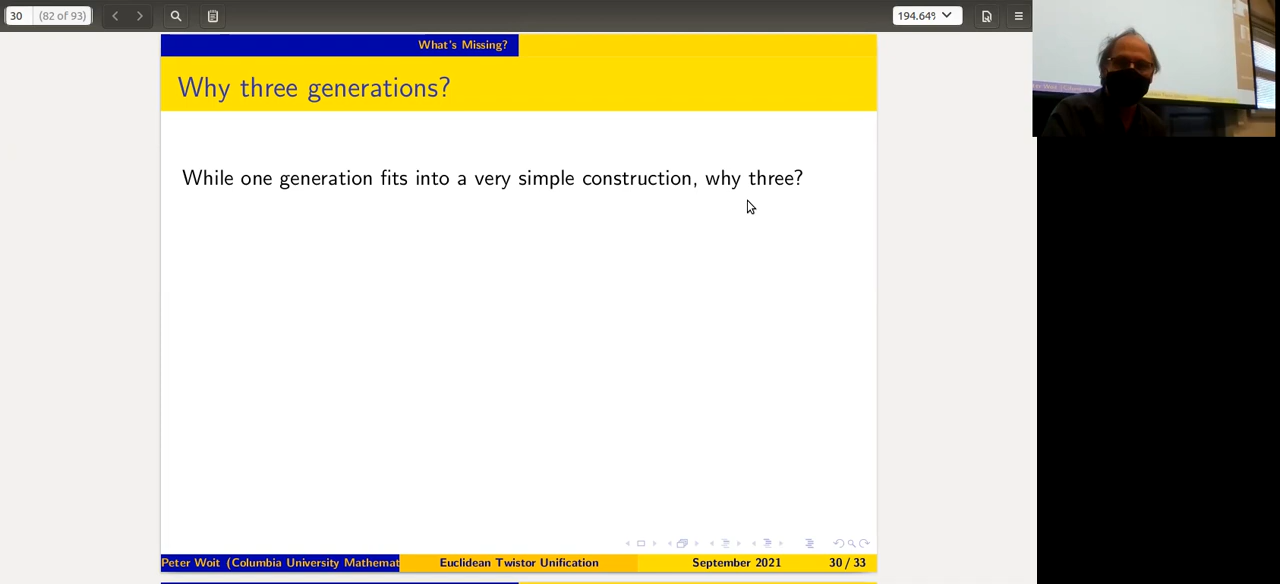 30 (82 of 93) 194.64%
What's Missing?
Why three generations?
While one generation fits into a very simple construction, why three?
Peter Woit (Columbia University Mathemat Euclidean Twistor Unification September 2021 30 / 33